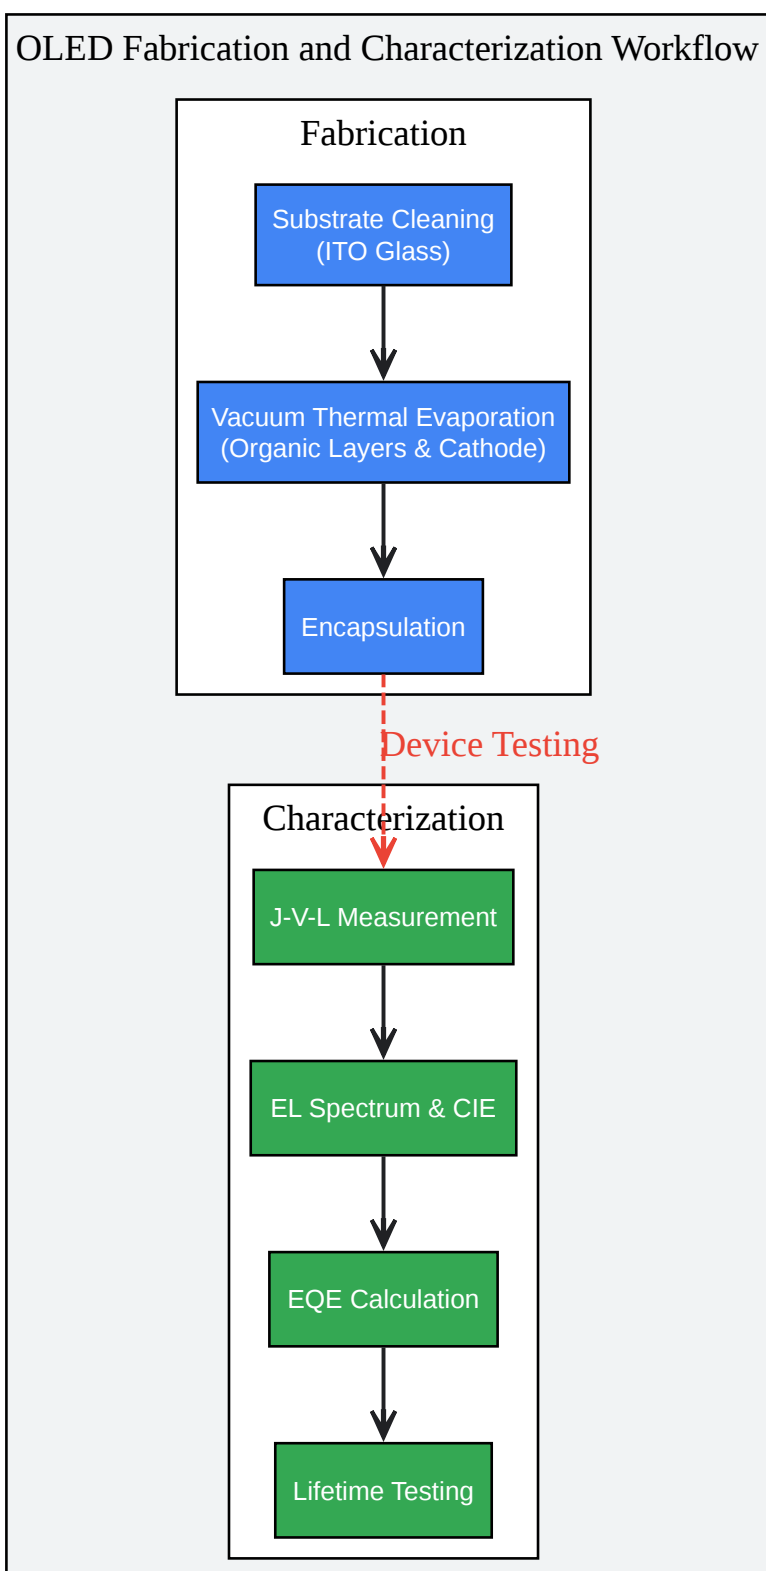 OLED Fabrication and Characterization Workflow
Fabrication
Substrate Cleaning
(ITO Glass)
Vacuum Thermal Evaporation
(Organic Layers & Cathode)
Encapsulation
Device Testing
Characterization
J-V-L Measurement
EL Spectrum & CIE
EQE Calculation
Lifetime Testing